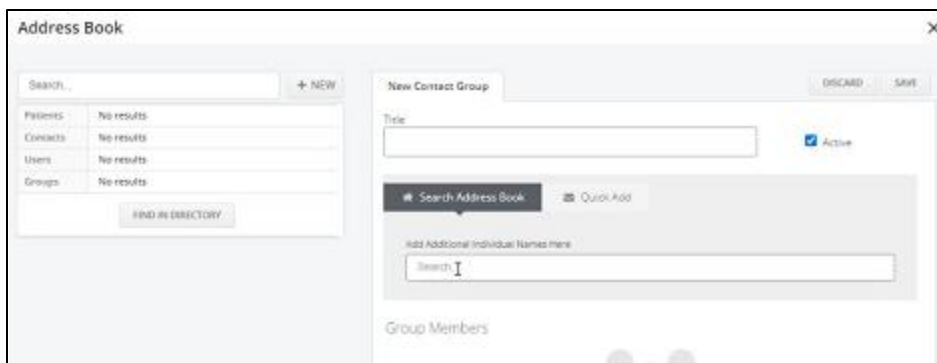 Address Book
Search...
+ NEW
Patients No results
Contacts No results
Users No results
Groups No results
FIND IN DIRECTORY
New Contact Group
DISCARD SAVE
Title
Active
Search Address Book
Quick Add
Add Additional Individual Names Here
Search
Group Members